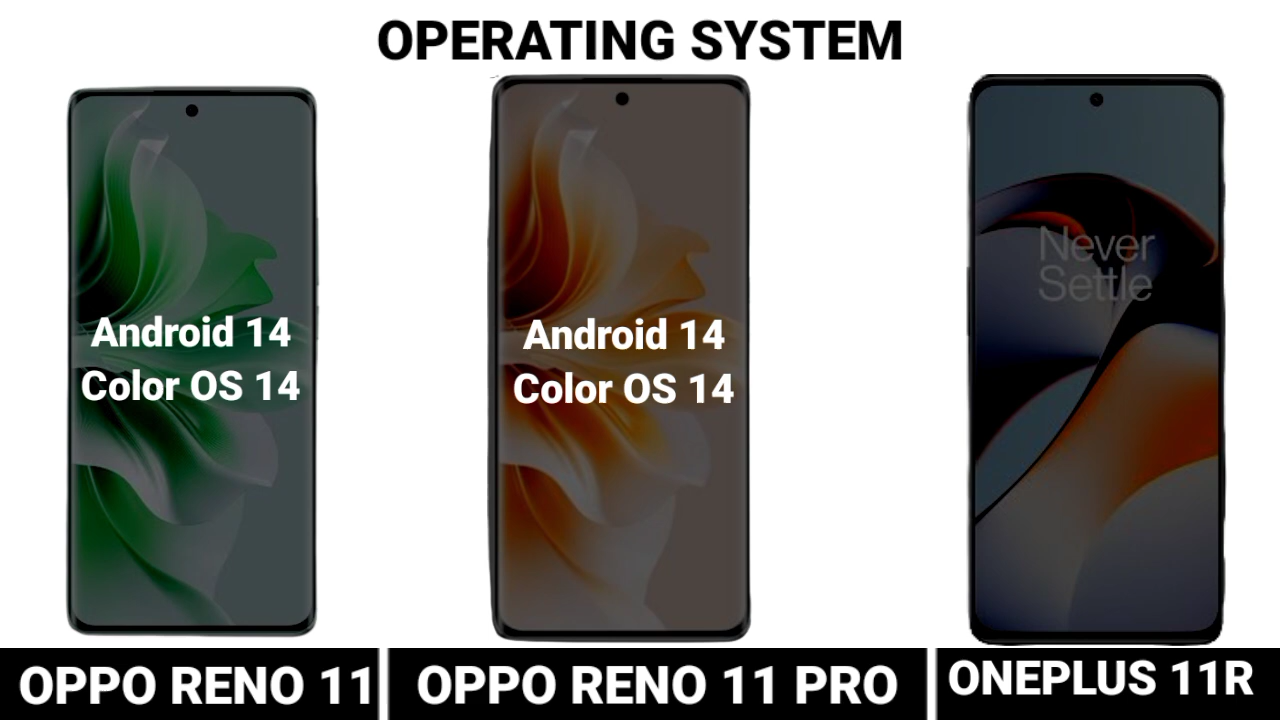 OPERATING SYSTEM
Android 14
Color OS 14
Android 14
Color OS 14
Never
Settle
OPPO RENO 11
OPPO RENO 11 PRO
ONEPLUS 11R